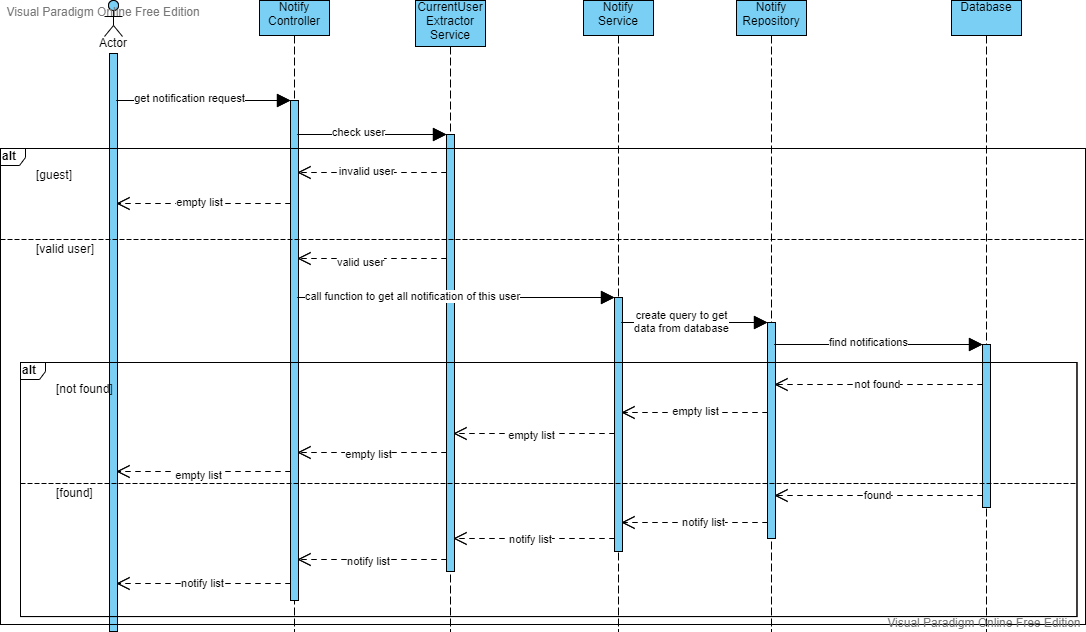 Visual Paradigm Online Free Edition
Notify
Controller
CurrentUser
Extractor
Service
Notify
Service
Notify
Repository
Database
Actor
get notification request
check user
alt
[guest]
invalid user
empty list
[valid user]
valid user
call function to get all notification of this user
create query to get
data from database
find notifications
alt
[not found]
not found
empty list
empty list
empty list
empty list
[found]
found
notify list
notify list
notify list
notify list
Visual Paradigm Online Free Edition